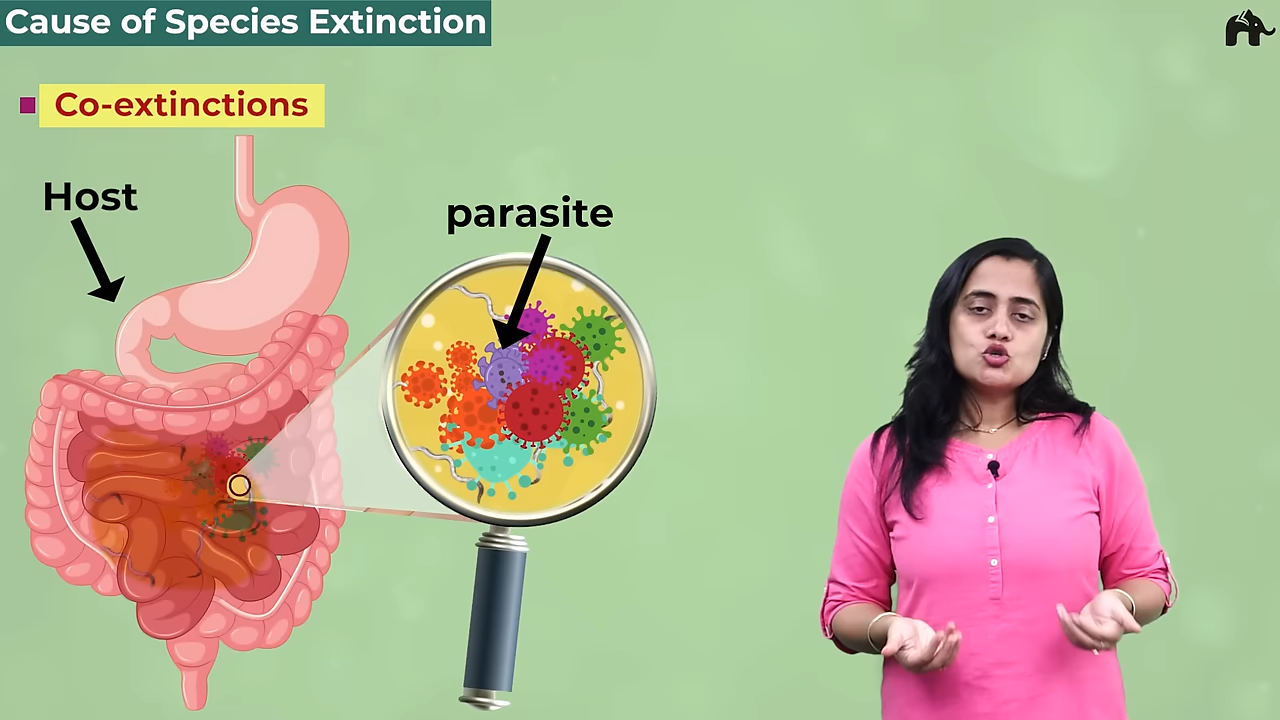 Cause of Species Extinction
Co-extinctions
Host
parasite